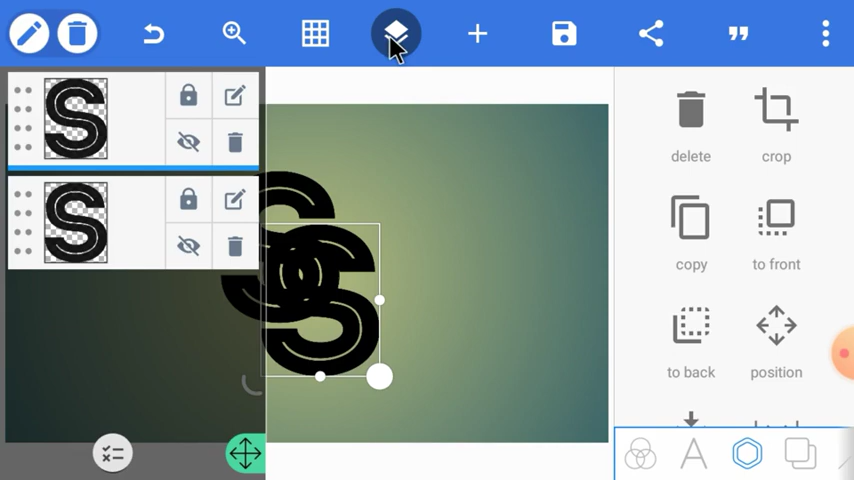 S
S
S
S
delete
crop
copy
to front
to back
position
A